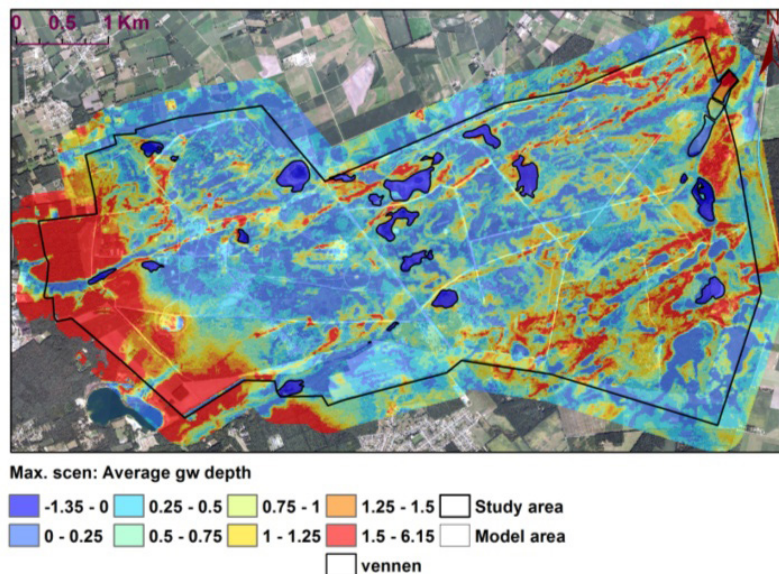 0 0.5 1 Km
N
Max. scen: Average gw depth
-1.35 - 0 0.25 - 0.5 0.75 - 1 1.25 - 1.5 Study area
0 - 0.25 0.5 - 0.75 1 - 1.25 1.5 - 6.15 Model area
vennen